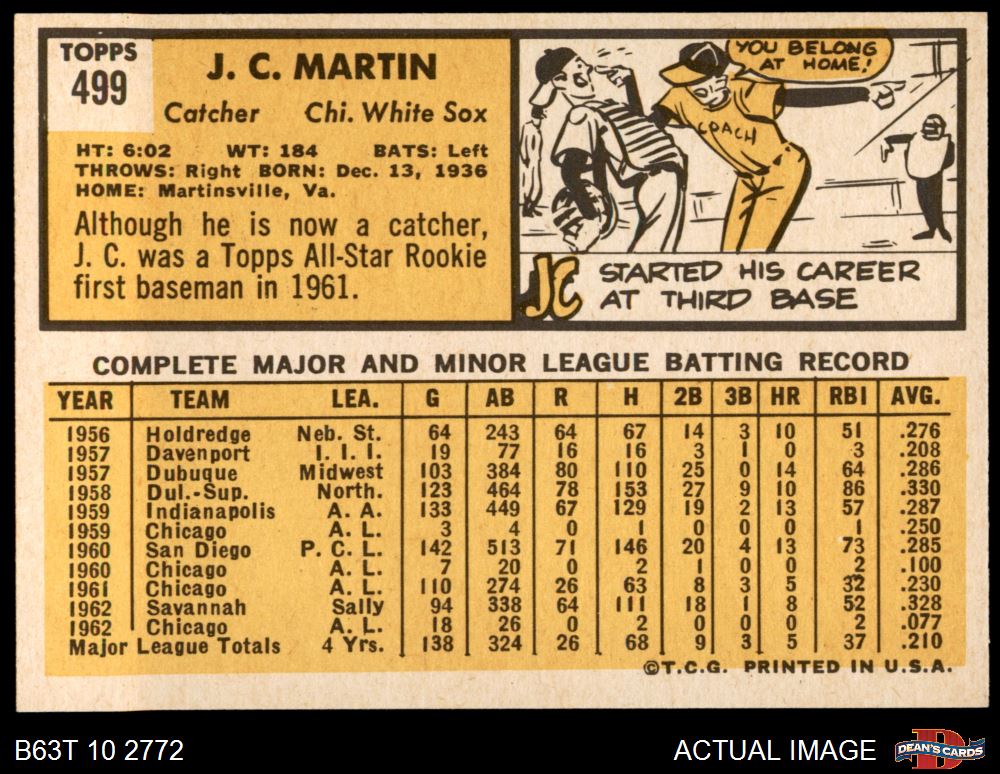 TOPPS
499
J. C. MARTIN
Catcher Chi. White Sox
HT: 6:02 WT: 184 BATS: Left
THROWS: Right BORN: Dec. 13, 1936
HOME: Martinsville, Va.
Although he is now a catcher,
J. C. was a Topps All-Star Rookie
first baseman in 1961.
YOU BELONG
AT HOME!
COACH
JC STARTED HIS CAREER
AT THIRD BASE
COMPLETE MAJOR AND MINOR LEAGUE BATTING RECORD
YEAR TEAM LEA. G AB R H 2B 3B HR RBI AVG.
1956 Holdredge Neb. St. 64 243 64 67 14 3 10 51 .276
1957 Davenport I. I. I. 19 77 16 16 3 1 0 3 .208
1957 Dubuque Midwest 103 384 80 110 25 0 14 64 .286
1958 Dul.-Sup. North. 123 464 78 153 27 9 10 86 .330
1959 Indianapolis A. A. 133 449 67 129 19 2 13 57 .287
1959 Chicago A. L. 3 4 0 1 0 0 0 1 .250
1960 San Diego P. C. L. 142 513 71 146 20 4 13 73 .285
1960 Chicago A. L. 7 20 0 2 1 0 0 2 .100
1961 Chicago A. L. 110 274 26 63 8 3 5 32 .230
1962 Savannah Sally 94 338 64 111 18 1 8 52 .328
1962 Chicago A. L. 18 26 0 2 0 0 0 2 .077
Major League Totals 4 Yrs. 138 324 26 68 9 3 5 37 .210
©T.C.G. PRINTED IN U.S.A.
B63T 10 2772
ACTUAL IMAGE
D
DEAN'S CARDS